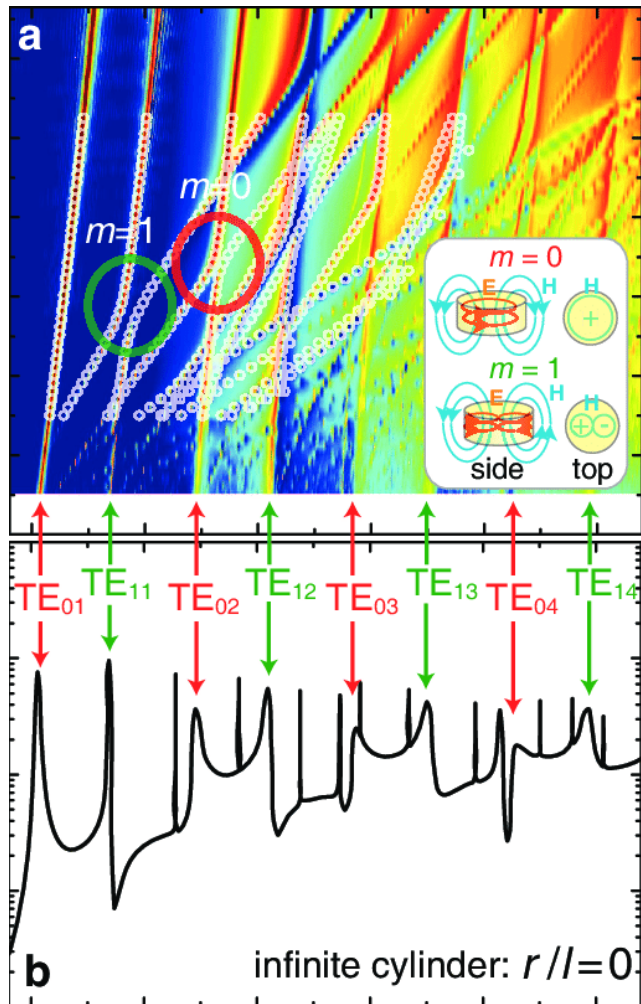 a
m=1
m=0
m = 0
E
H
H
+
m = 1
E
H
H
+ -
side
top
TE₀₁
TE₁₁
TE₀₂
TE₁₂
TE₀₃
TE₁₃
TE₀₄
TE₁₄
b
infinite cylinder: r/l=0